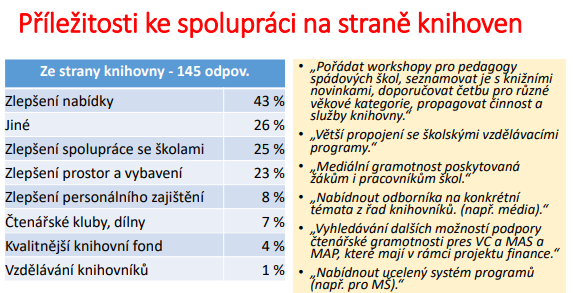 Příležitosti ke spolupráci na straně knihoven
Ze strany knihovny - 145 odpov.
Zlepšení nabídky 43 %
Jiné 26 %
Zlepšení spolupráce se školami 25 %
Zlepšení prostor a vybavení 23 %
Zlepšení personálního zajištění 8 %
Čtenářské kluby, dílny 7 %
Kvalitnější knihovní fond 4 %
Vzdělávání knihovníků 1 %
• „Pořádat workshopy pro pedagogy
spádových škol, seznamovat je s knižními
novinkami, doporučovat četbu pro různé
věkové kategorie, propagovat činnost a
služby knihovny.“
• „Větší propojení se školskými vzdělávacími
programy.“
• „Mediální gramotnost poskytovaná
žákům i pracovníkům škol.“
• „Nabídnout odborníka na konkrétní
témata z řad knihovníků. (např. média).“
• „Vyhledávání dalších možností podpory
čtenářské gramotnosti pres VC a MAS a
MAP, které mají v rámci projektu finance.“
• „Nabídnout ucelený systém programů
(např. pro MŠ).“